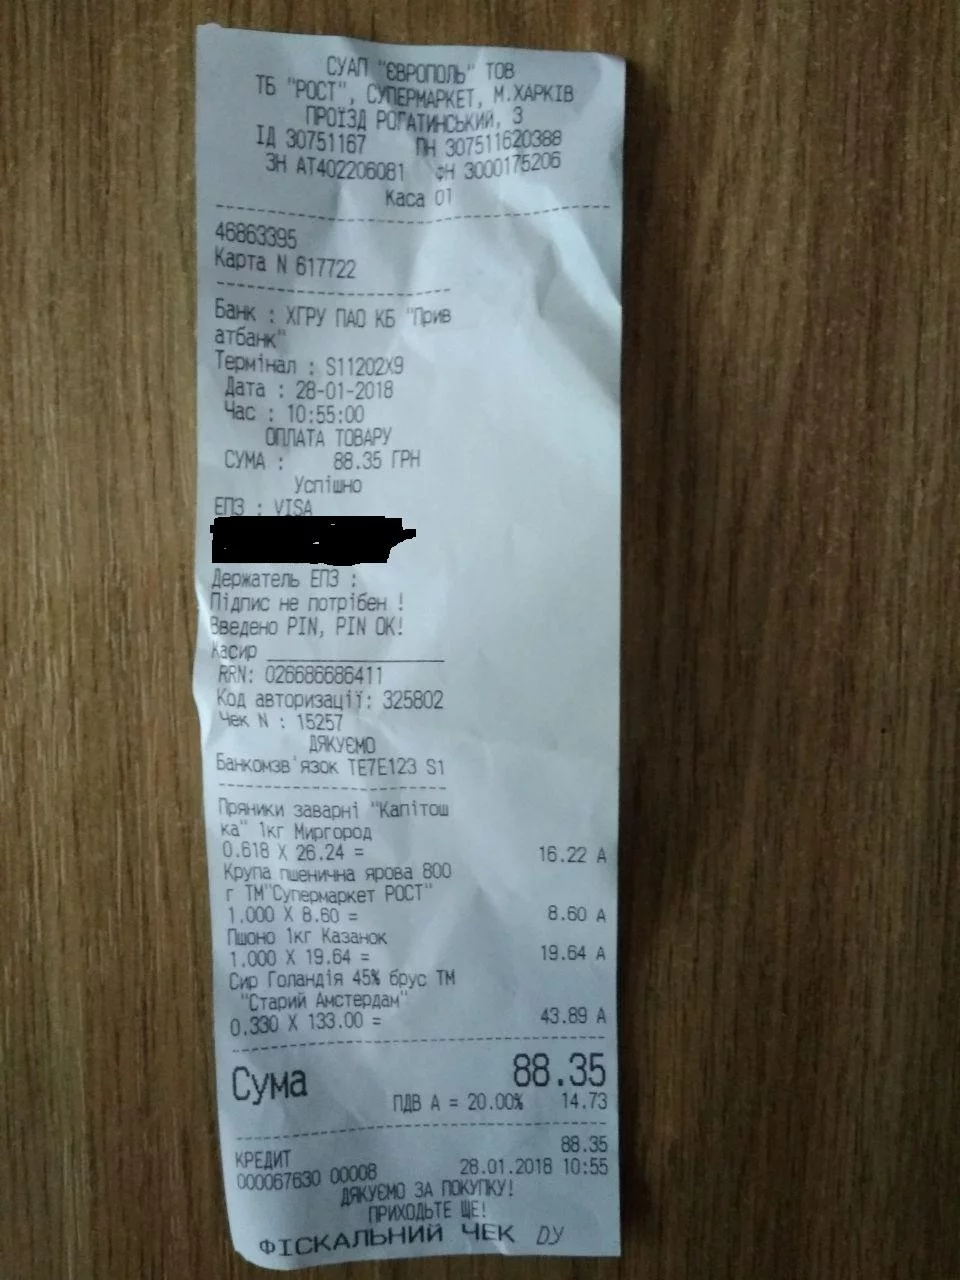 СУАП "ЄВРОПОЛЬ" ТОВ
ТБ "РОСТ", СУПЕРМАРКЕТ, М.ХАРКІВ
ПРОЇЗД РОГАТИНСЬКИЙ, 3
ІД 30751167 ПН 307511620388
ЗН АТ402206081 ФН 3000175206
Каса 01
46863395
Карта N 617722
Банк : ХГРУ ПАО КБ "Прив
атбанк"
Термінал : S11202X9
Дата : 28-01-2018
Час : 10:55:00
ОПЛАТА ТОВАРУ
СУМА : 88.35 ГРН
Успішно
ЕПЗ : VISA
Держатель ЕПЗ :
Підпис не потрібен !
Введено PIN, PIN OK!
Касир
RRN: 026686686411
Код авторизації: 325802
Чек N : 15257
ДЯКУЄМО
Банкомзв'язок TE7E123 S1
Пряники заварні "Капітош
ка" 1кг Миргород
0.618 X 26.24 = 16.22 А
Крупа пшенична ярова 800
г ТМ"Супермаркет РОСТ"
1.000 X 8.60 = 8.60 А
Пшоно 1кг Казанок
1.000 X 19.64 = 19.64 А
Сир Голандія 45% брус ТМ
"Старий Амстердам"
0.330 X 133.00 = 43.89 А
Сума 88.35
ПДВ А = 20.00% 14.73
КРЕДИТ 88.35
000067630 00008 28.01.2018 10:55
ДЯКУЄМО ЗА ПОКУПКУ!
ПРИХОДЬТЕ ЩЕ!
ФІСКАЛЬНИЙ ЧЕК DY